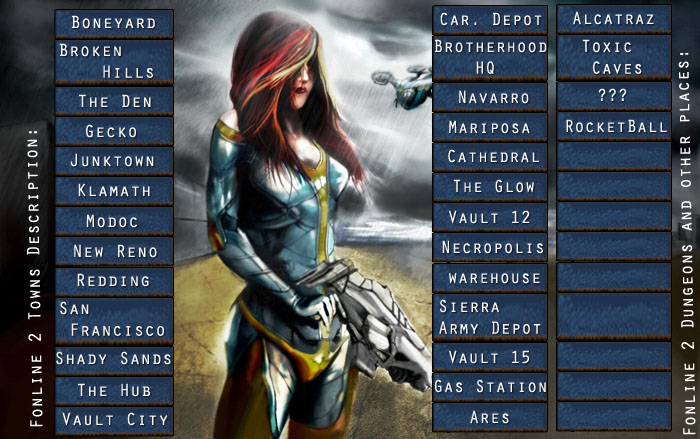 Fonline 2 Towns Description:
Boneyard
Broken
Hills
The Den
Gecko
Junktown
Klamath
Modoc
New Reno
Redding
San
Francisco
Shady Sands
The Hub
Vault City
Car. Depot
Brotherhood
HQ
Navarro
Mariposa
Cathedral
The Glow
Vault 12
Necropolis
warehouse
Sierra
Army Depot
Vault 15
Gas Station
Ares
Alcatraz
Toxic
Caves
???
RocketBall
Fonline 2 Dungeons and other places: